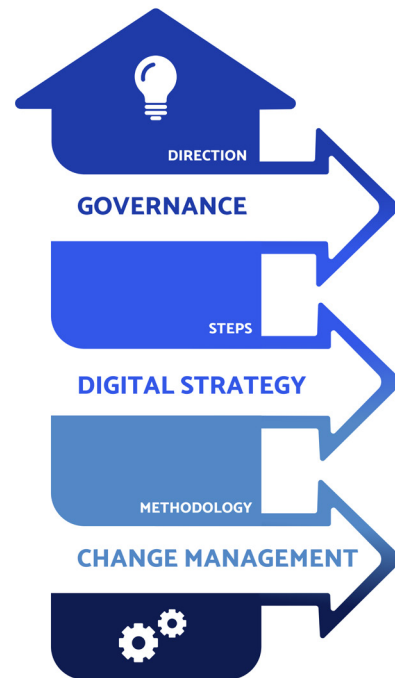 DIRECTION
GOVERNANCE
STEPS
DIGITAL STRATEGY
METHODOLOGY
CHANGE MANAGEMENT